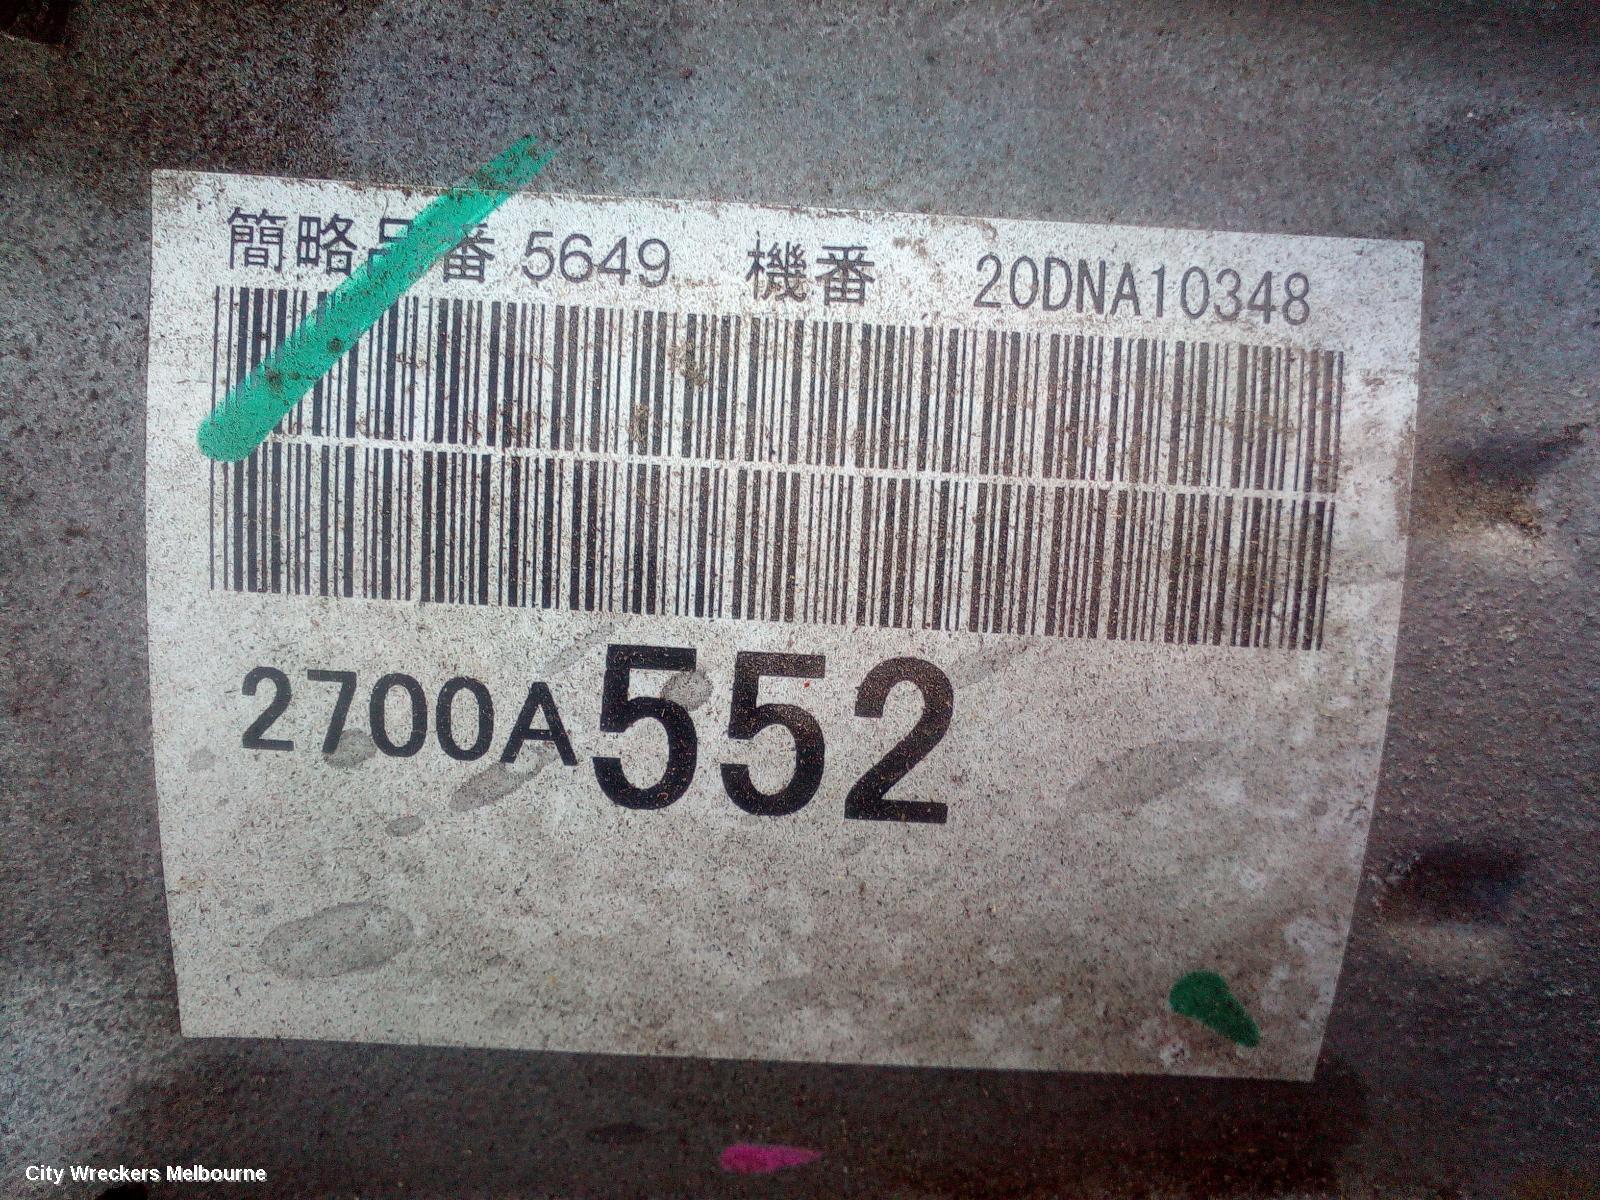 簡略品番 5649 機番 20DNA10348
2700A552
City Wreckers Melbourne